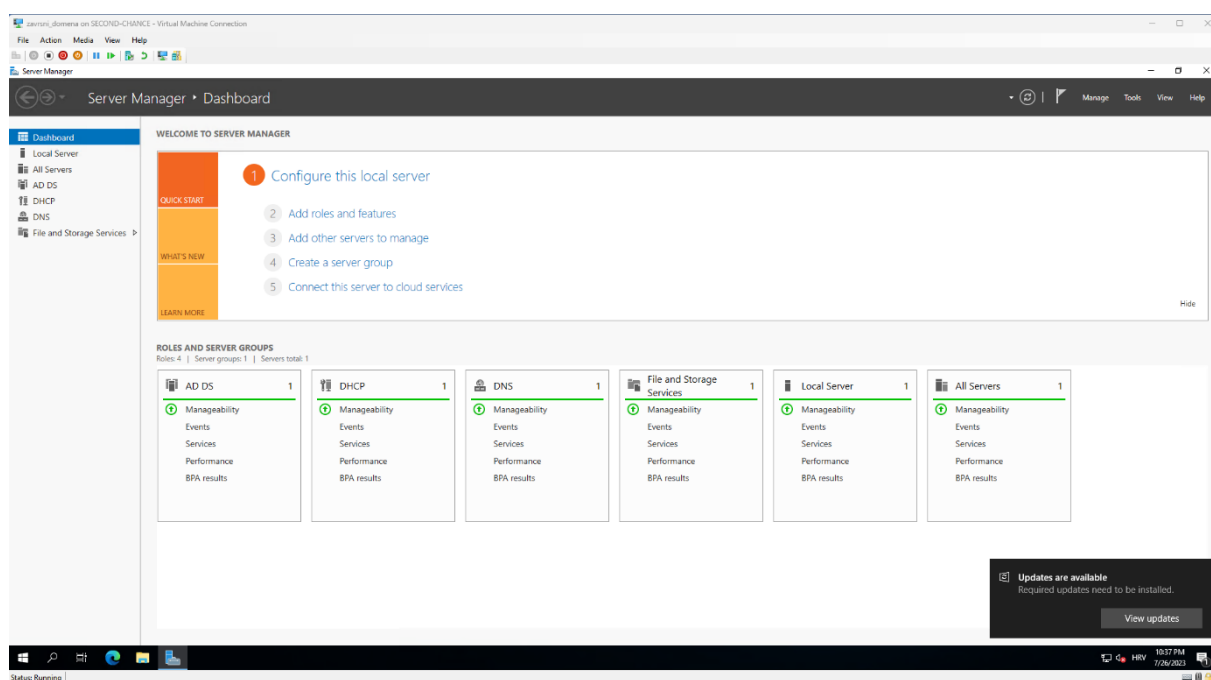 zavrsni_domena on SECOND-CHANCE - Virtual Machine Connection
File Action Media View Help
Server Manager
Server Manager • Dashboard
Manage Tools View Help
Dashboard
Local Server
All Servers
AD DS
DHCP
DNS
File and Storage Services
WELCOME TO SERVER MANAGER
QUICK START
WHAT'S NEW
LEARN MORE
1 Configure this local server
2 Add roles and features
3 Add other servers to manage
4 Create a server group
5 Connect this server to cloud services
Hide
ROLES AND SERVER GROUPS
Roles: 4 | Server groups: 1 | Servers total: 1
AD DS 1
Manageability
Events
Services
Performance
BPA results
DHCP 1
Manageability
Events
Services
Performance
BPA results
DNS 1
Manageability
Events
Services
Performance
BPA results
File and Storage
Services 1
Manageability
Events
Services
Performance
BPA results
Local Server 1
Manageability
Events
Services
Performance
BPA results
All Servers 1
Manageability
Events
Services
Performance
BPA results
Updates are available
Required updates need to be installed.
View updates
HRV
10:37 PM
7/26/2023
Status: Running